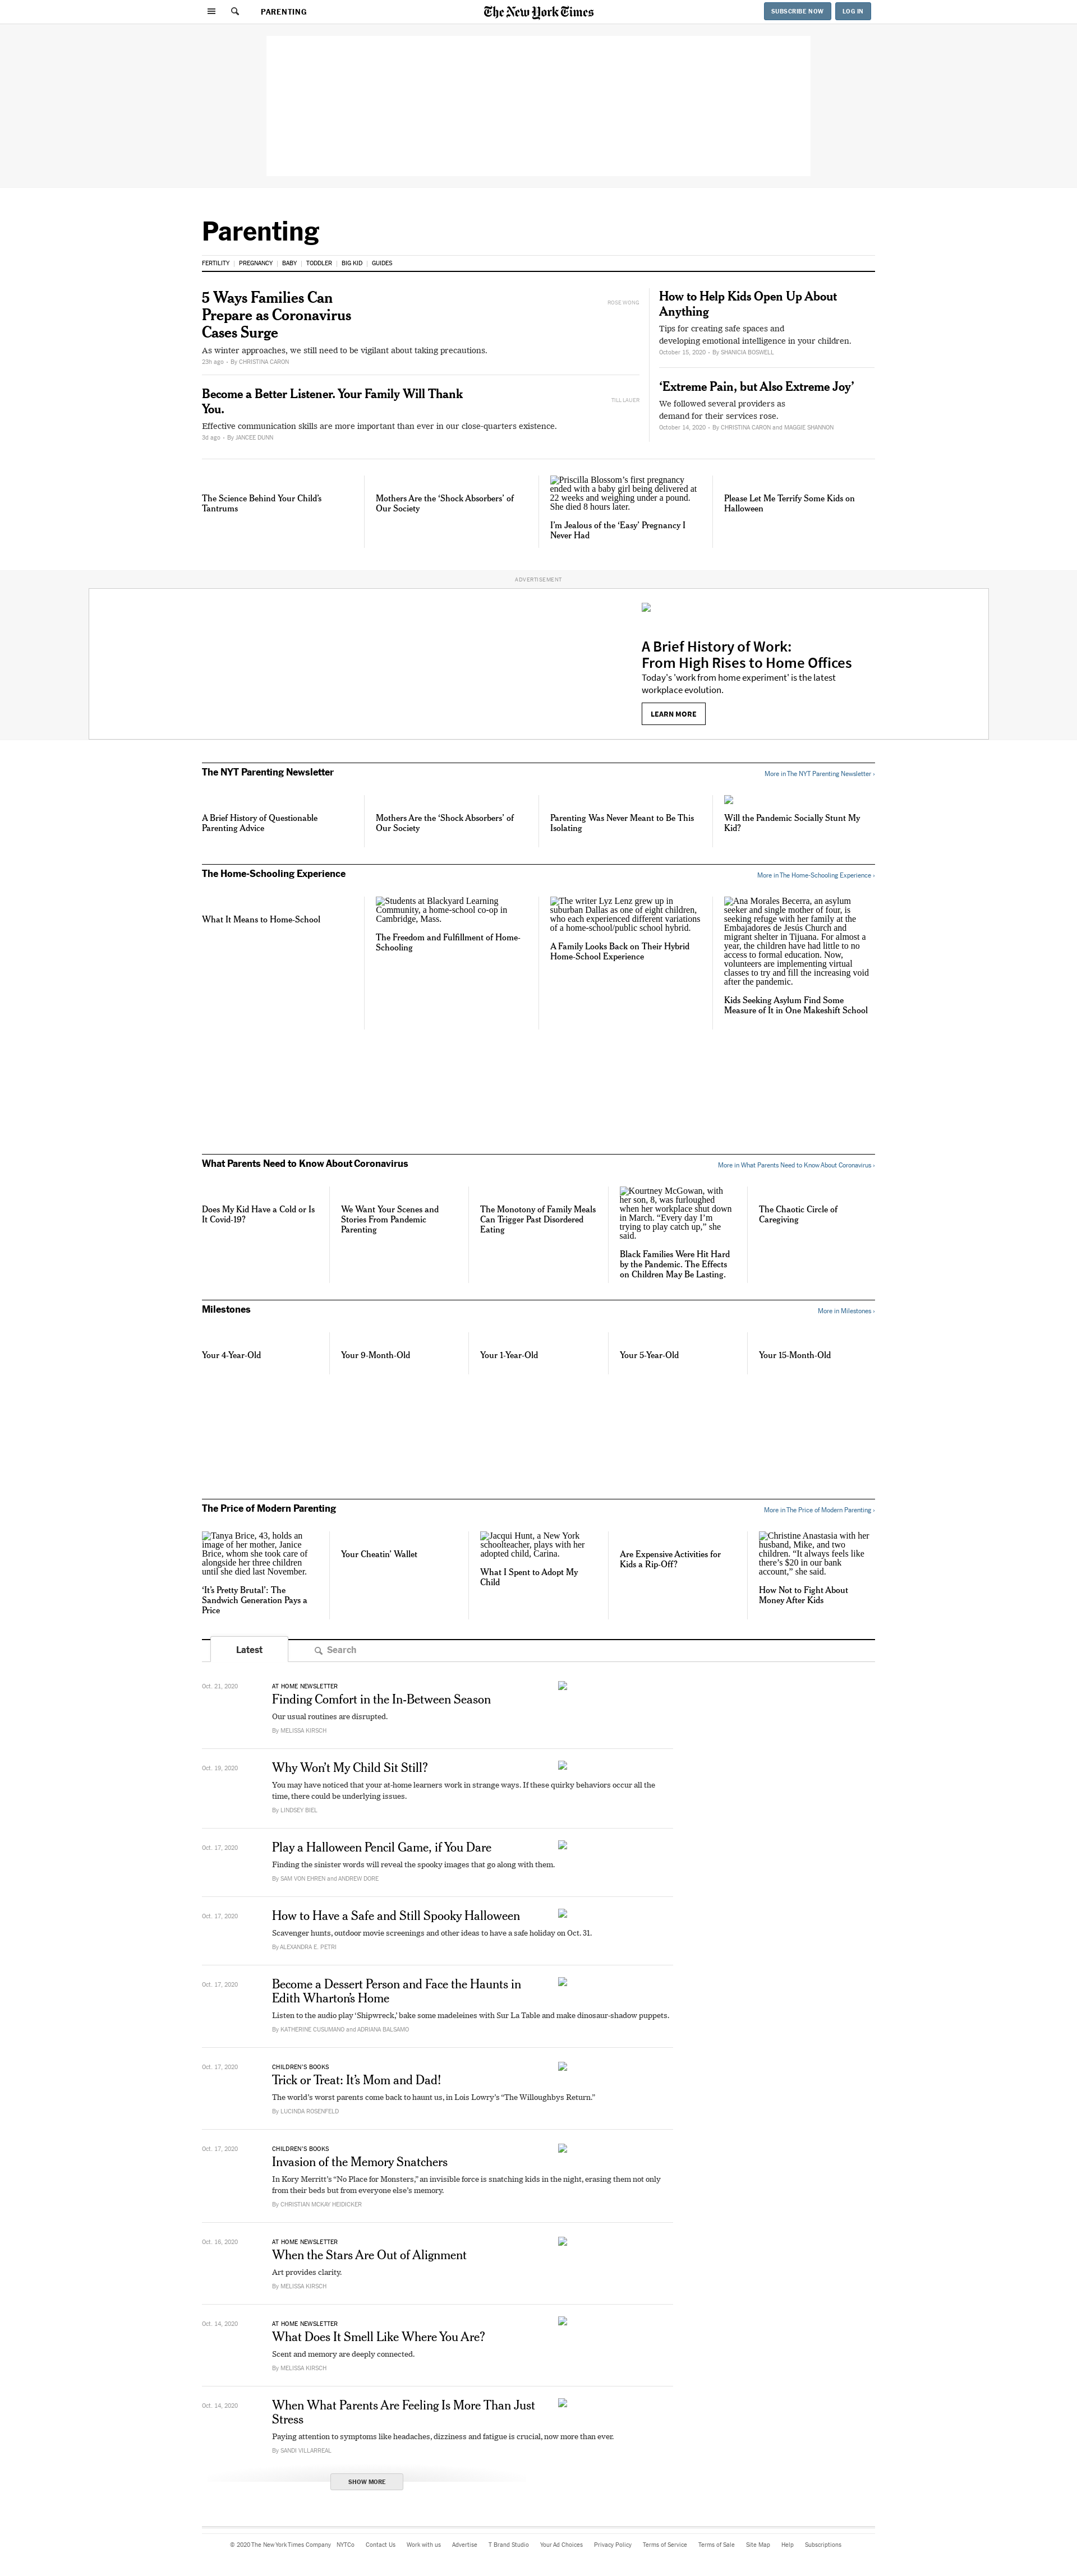 PARENTING
The New York Times
SUBSCRIBE NOW
LOG IN
Parenting
FERTILITY | PREGNANCY | BABY | TODDLER | BIG KID | GUIDES
5 Ways Families Can
Prepare as Coronavirus
Cases Surge
As winter approaches, we still need to be vigilant about taking precautions.
23h ago - By CHRISTINA CARON
ROSE WONG
Become a Better Listener. Your Family Will Thank
You.
Effective communication skills are more important than ever in our close-quarters existence.
3d ago - By JANCEE DUNN
TILL LAUER
How to Help Kids Open Up About
Anything
Tips for creating safe spaces and
developing emotional intelligence in your children.
October 15, 2020 - By SHANICIA BOSWELL
‘Extreme Pain, but Also Extreme Joy’
We followed several providers as
demand for their services rose.
October 14, 2020 - By CHRISTINA CARON and MAGGIE SHANNON
The Science Behind Your Child’s
Tantrums
Mothers Are the ‘Shock Absorbers’ of
Our Society
Priscilla Blossom’s first pregnancy
ended with a baby girl being delivered at
22 weeks and weighing under a pound.
She died 8 hours later.
I’m Jealous of the ‘Easy’ Pregnancy I
Never Had
Please Let Me Terrify Some Kids on
Halloween
ADVERTISEMENT
A Brief History of Work:
From High Rises to Home Offices
Today's 'work from home experiment' is the latest
workplace evolution.
LEARN MORE
The NYT Parenting Newsletter
More in The NYT Parenting Newsletter ›
A Brief History of Questionable
Parenting Advice
Mothers Are the ‘Shock Absorbers’ of
Our Society
Parenting Was Never Meant to Be This
Isolating
Will the Pandemic Socially Stunt My
Kid?
The Home-Schooling Experience
More in The Home-Schooling Experience ›
What It Means to Home-School
Students at Blackyard Learning
Community, a home-school co-op in
Cambridge, Mass.
The Freedom and Fulfillment of Home-
Schooling
The writer Lyz Lenz grew up in
suburban Dallas as one of eight children,
who each experienced different variations
of a home-school/public school hybrid.
A Family Looks Back on Their Hybrid
Home-School Experience
Ana Morales Becerra, an asylum
seeker and single mother of four, is
seeking refuge with her family at the
Embajadores de Jesús Church and
migrant shelter in Tijuana. For almost a
year, the children have had little to no
access to formal education. Now,
volunteers are implementing virtual
classes to try and fill the increasing void
after the pandemic.
Kids Seeking Asylum Find Some
Measure of It in One Makeshift School
What Parents Need to Know About Coronavirus
More in What Parents Need to Know About Coronavirus ›
Does My Kid Have a Cold or Is
It Covid-19?
We Want Your Scenes and
Stories From Pandemic
Parenting
The Monotony of Family Meals
Can Trigger Past Disordered
Eating
Kourtney McGowan, with
her son, 8, was furloughed
when her workplace shut down
in March. “Every day I’m
trying to play catch up,” she
said.
Black Families Were Hit Hard
by the Pandemic. The Effects
on Children May Be Lasting.
The Chaotic Circle of
Caregiving
Milestones
More in Milestones ›
Your 4-Year-Old
Your 9-Month-Old
Your 1-Year-Old
Your 5-Year-Old
Your 15-Month-Old
The Price of Modern Parenting
More in The Price of Modern Parenting ›
Tanya Brice, 43, holds an
image of her mother, Janice
Brice, whom she took care of
alongside her three children
until she died last November.
‘It’s Pretty Brutal’: The
Sandwich Generation Pays a
Price
Your Cheatin’ Wallet
Jacqui Hunt, a New York
schoolteacher, plays with her
adopted child, Carina.
What I Spent to Adopt My
Child
Are Expensive Activities for
Kids a Rip-Off?
Christine Anastasia with her
husband, Mike, and two
children. “It always feels like
there’s $20 in our bank
account,” she said.
How Not to Fight About
Money After Kids
Latest
Search
Oct. 21, 2020
AT HOME NEWSLETTER
Finding Comfort in the In-Between Season
Our usual routines are disrupted.
By MELISSA KIRSCH
Oct. 19, 2020
Why Won’t My Child Sit Still?
You may have noticed that your at-home learners work in strange ways. If these quirky behaviors occur all the
time, there could be underlying issues.
By LINDSEY BIEL
Oct. 17, 2020
Play a Halloween Pencil Game, if You Dare
Finding the sinister words will reveal the spooky images that go along with them.
By SAM VON EHREN and ANDREW DORE
Oct. 17, 2020
How to Have a Safe and Still Spooky Halloween
Scavenger hunts, outdoor movie screenings and other ideas to have a safe holiday on Oct. 31.
By ALEXANDRA E. PETRI
Oct. 17, 2020
Become a Dessert Person and Face the Haunts in
Edith Wharton’s Home
Listen to the audio play ‘Shipwreck,’ bake some madeleines with Sur La Table and make dinosaur-shadow puppets.
By KATHERINE CUSUMANO and ADRIANA BALSAMO
Oct. 17, 2020
CHILDREN’S BOOKS
Trick or Treat: It’s Mom and Dad!
The world’s worst parents come back to haunt us, in Lois Lowry’s “The Willoughbys Return.”
By LUCINDA ROSENFELD
Oct. 17, 2020
CHILDREN’S BOOKS
Invasion of the Memory Snatchers
In Kory Merritt’s “No Place for Monsters,” an invisible force is snatching kids in the night, erasing them not only
from their beds but from everyone else’s memory.
By CHRISTIAN MCKAY HEIDICKER
Oct. 16, 2020
AT HOME NEWSLETTER
When the Stars Are Out of Alignment
Art provides clarity.
By MELISSA KIRSCH
Oct. 14, 2020
AT HOME NEWSLETTER
What Does It Smell Like Where You Are?
Scent and memory are deeply connected.
By MELISSA KIRSCH
Oct. 14, 2020
When What Parents Are Feeling Is More Than Just
Stress
Paying attention to symptoms like headaches, dizziness and fatigue is crucial, now more than ever.
By SANDI VILLARREAL
SHOW MORE
© 2020 The New York Times Company NYTCo Contact Us Work with us Advertise T Brand Studio Your Ad Choices Privacy Policy Terms of Service Terms of Sale Site Map Help Subscriptions